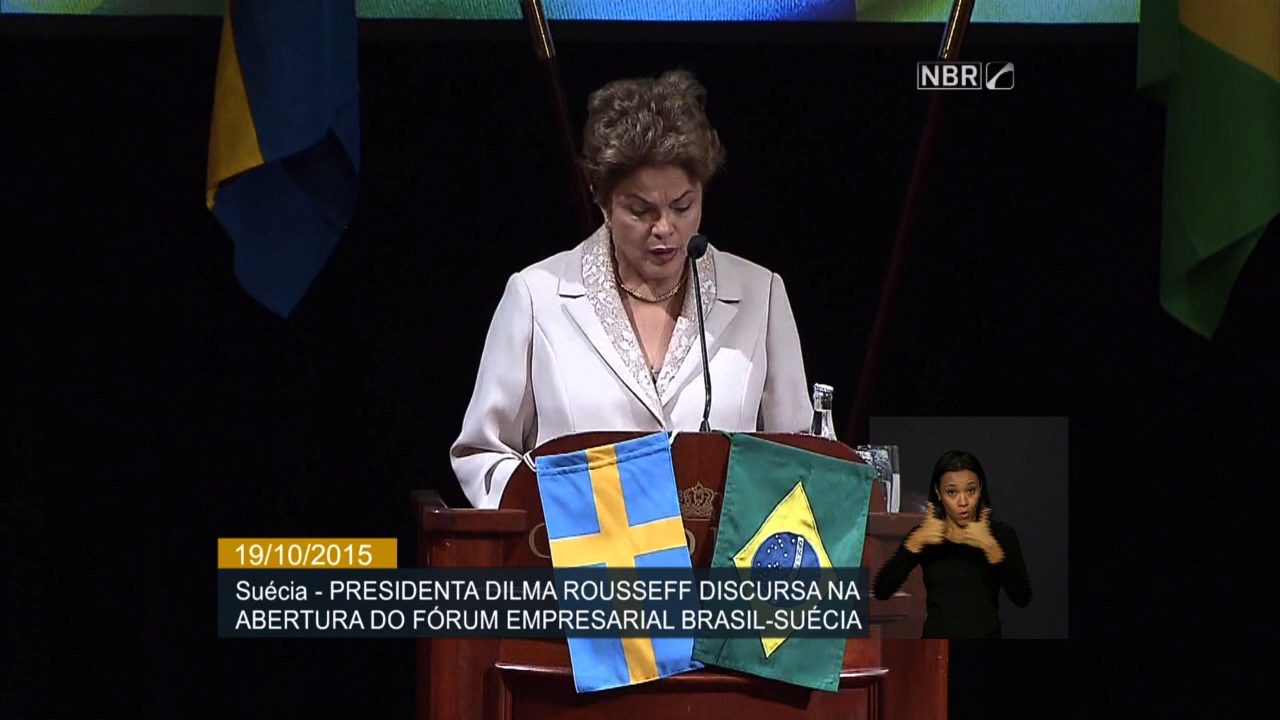 NBR
19/10/2015
Suécia - PRESIDENTA DILMA ROUSSEFF DISCURSA NA
ABERTURA DO FÓRUM EMPRESARIAL BRASIL-SUÉCIA